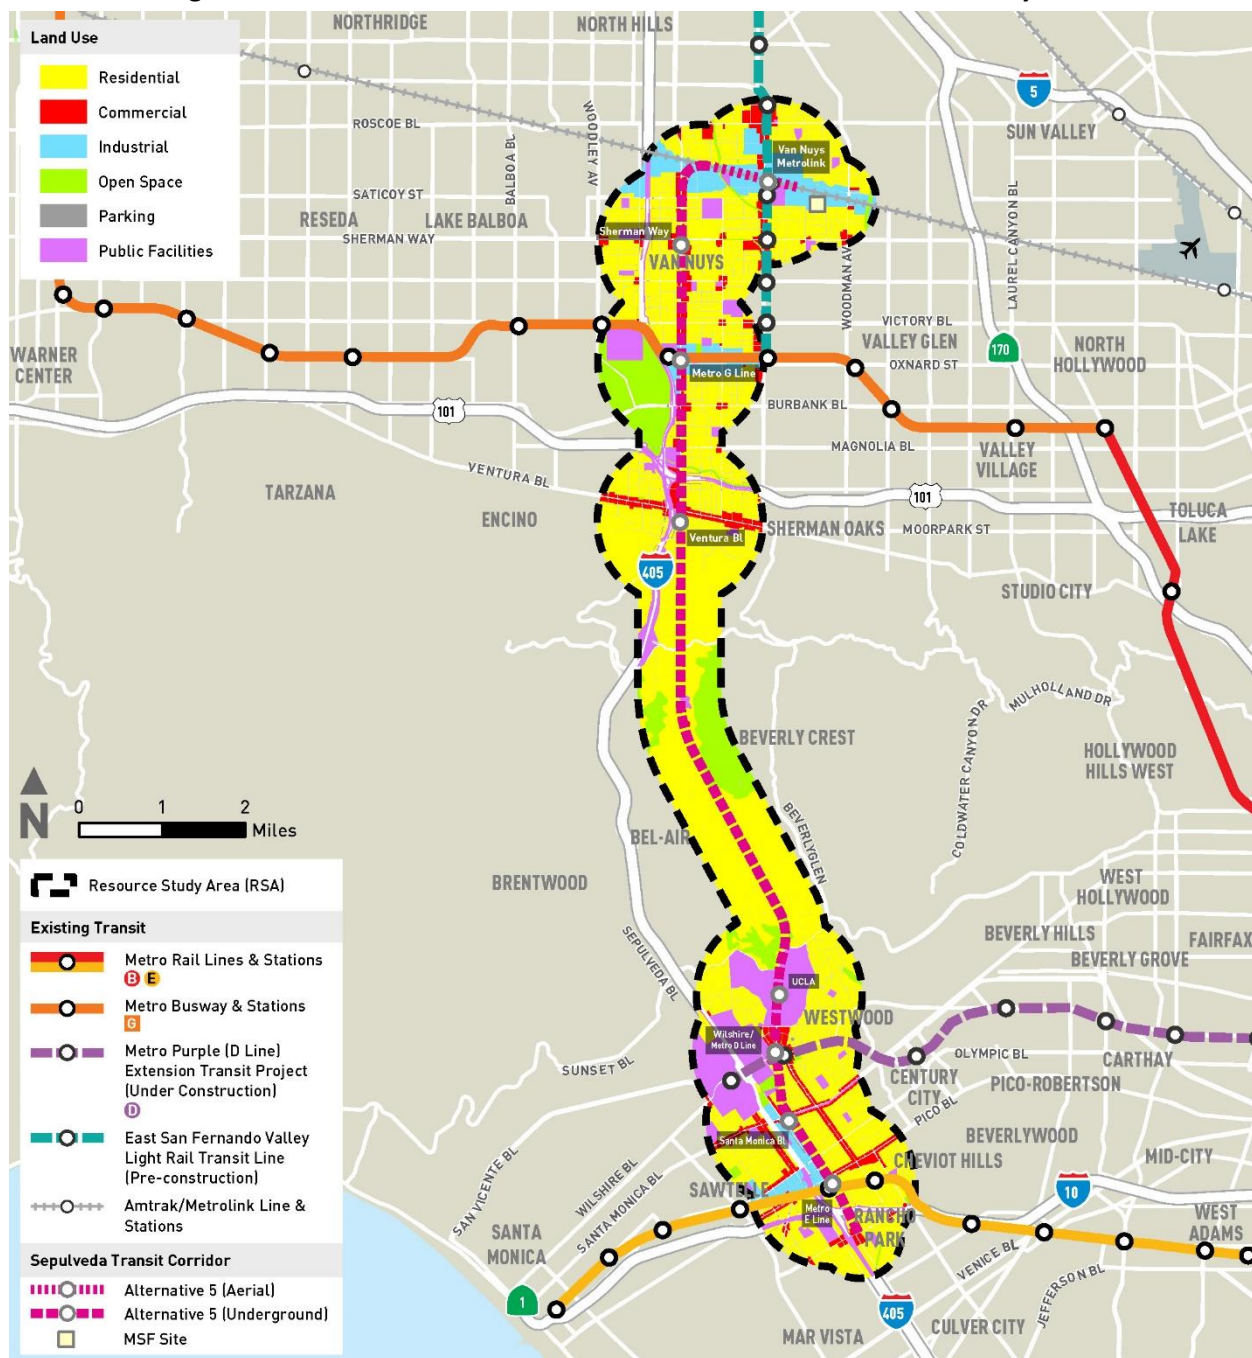 NORTHRIDGE
NORTH HILLS
Land Use
Residential
Commercial
Industrial
Open Space
Parking
Public Facilities
ROSCOE BL
BALBOA BL
WOODLEY AV
SATICOY ST
RESEDA
LAKE BALBOA
SHERMAN WAY
5
SUN VALLEY
Van Nuys
Metrolink
Sherman Way
VAN NUYS
WOODMAN AV
LAUREL CANYON BL
VICTORY BL
VALLEY GLEN
OXNARD ST
170
NORTH
HOLLYWOOD
WARNER
CENTER
Metro G Line
101
BURBANK BL
MAGNOLIA BL
VALLEY
VILLAGE
VENTURA BL
TARZANA
ENCINO
101
SHERMAN OAKS
MOORPARK ST
TOLUCA
LAKE
Ventura Bl
405
STUDIO CITY
MULHOLLAND DR
COLDWATER CANYON DR
BEVERLY CREST
HOLLYWOOD
HILLS WEST
N
0 1 2
Miles
BEL-AIR
BEVERLYGLEN
BRENTWOOD
WEST
HOLLYWOOD
SEPULVEDA BL
BEVERLY HILLS
FAIRFAX
BEVERLY GROVE
UCLA
WESTWOOD
Wilshire/
Metro D Line
OLYMPIC BL
CARTHAY
SUNSET BL
CENTURY
CITY
PICO-ROBERTSON
PICO BL
Santa Monica Bl
BEVERLYWOOD
MID-CITY
CHEVIOT HILLS
SAN VICENTE BL
WILSHIRE BL
SANTA MONICA BL
SAWTELLE
10
Metro
E Line
RANCHO
PARK
WEST
ADAMS
SANTA
MONICA
VENICE BL
JEFFERSON BL
1
405
CULVER CITY
MAR VISTA
Resource Study Area (RSA)
Existing Transit
Metro Rail Lines & Stations
B E
Metro Busway & Stations
G
Metro Purple (D Line)
Extension Transit Project
(Under Construction)
D
East San Fernando Valley
Light Rail Transit Line
(Pre-construction)
Amtrak/Metrolink Line &
Stations
Sepulveda Transit Corridor
Alternative 5 (Aerial)
Alternative 5 (Underground)
MSF Site